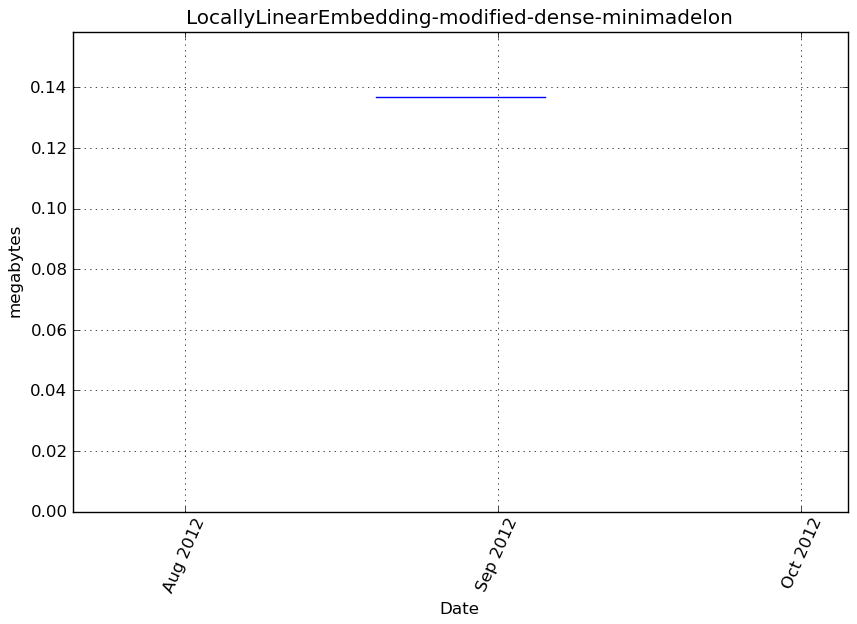 LocallyLinearEmbedding-modified-dense-minimadelon
0.14
0.12
0.10
0.08
0.06
0.04
0.02
0.00
megabytes
Aug 2012
Sep 2012
Oct 2012
Date